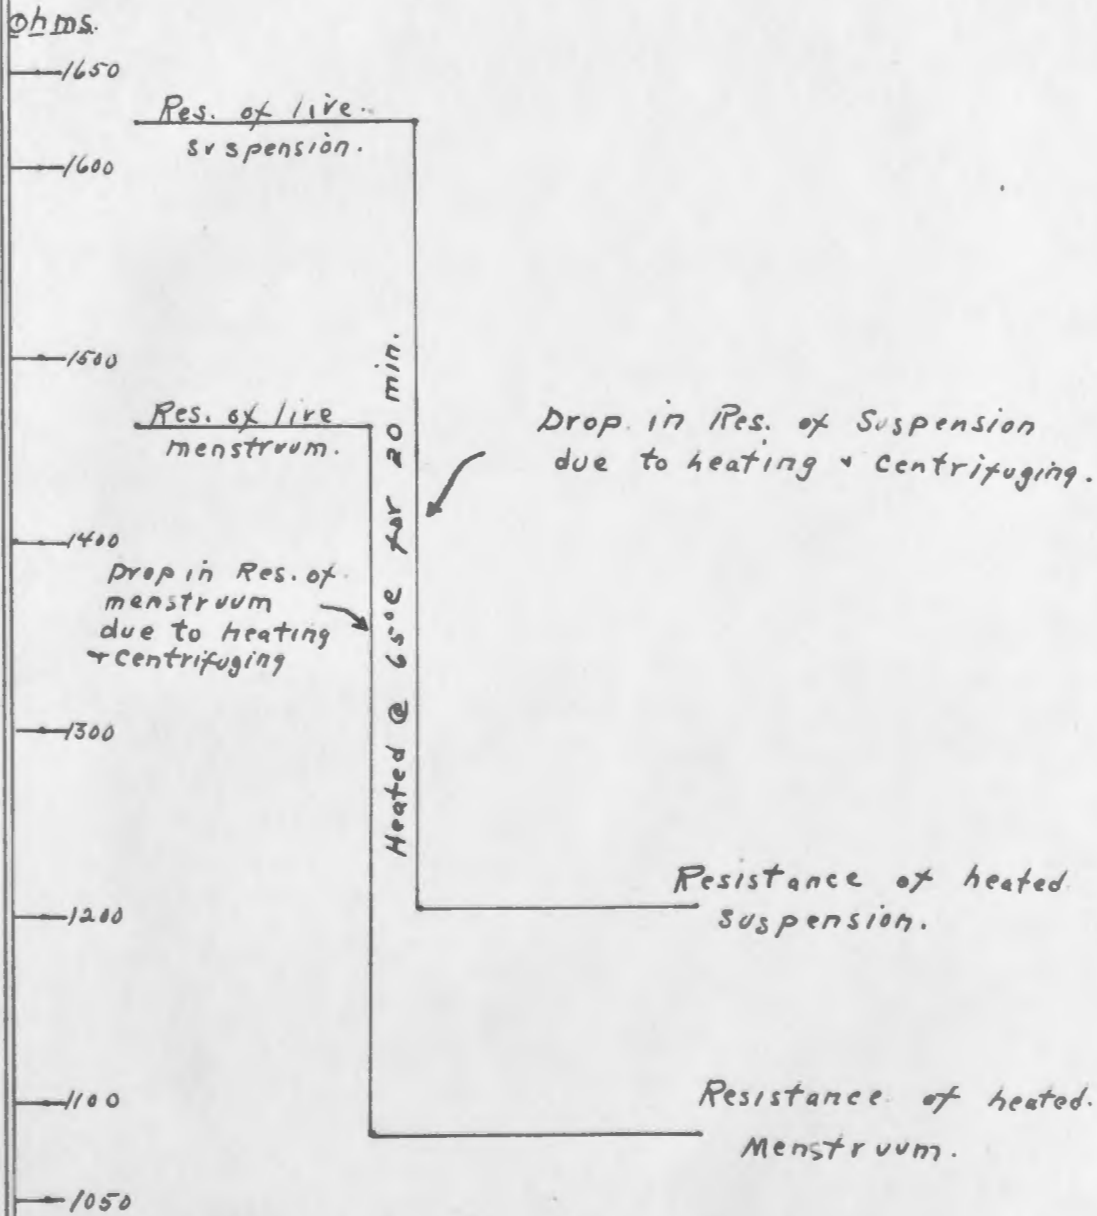 ohms.
1650
Res. of live
suspension.
1600
1500
Res. of live
menstruum.
Heated @ 65°C for 20 min.
Drop in Res. of Suspension
due to heating + Centrifuging.
1400
Drop in Res. of
menstruum
due to heating
+ Centrifuging
1300
Resistance of heated
suspension.
1200
1100
Resistance of heated.
Menstruum.
1050